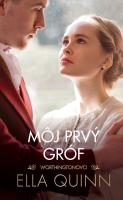 MÔJ PRVÝ
GRÓF
WORTHINGTONOVCI
ELLA QUINN